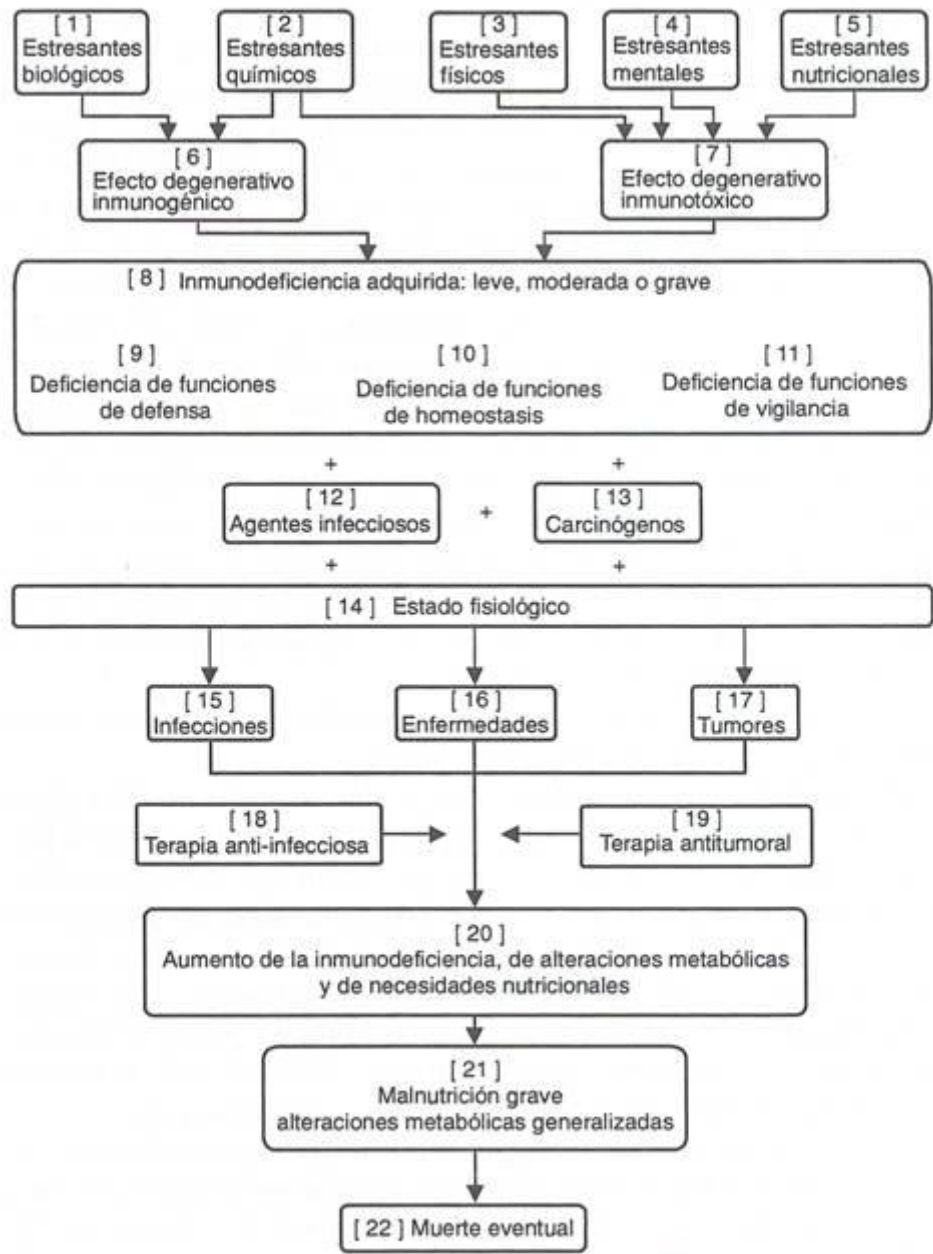 [ 1 ]
Estresantes
biológicos
[ 2 ]
Estresantes
químicos
[ 3 ]
Estresantes
físicos
[ 4 ]
Estresantes
mentales
[ 5 ]
Estresantes
nutricionales
[ 6 ]
Efecto degenerativo
inmunogénico
[ 7 ]
Efecto degenerativo
inmunotóxico
[ 8 ] Inmunodeficiencia adquirida: leve, moderada o grave
[ 9 ]
Deficiencia de funciones
de defensa
[ 10 ]
Deficiencia de funciones
de homeostasis
[ 11 ]
Deficiencia de funciones
de vigilancia
+ +
[ 12 ]
Agentes infecciosos
+
[ 13 ]
Carcinógenos
+ +
[ 14 ] Estado fisiológico
[ 15 ]
Infecciones
[ 16 ]
Enfermedades
[ 17 ]
Tumores
[ 18 ]
Terapia anti-infecciosa
[ 19 ]
Terapia antitumoral
[ 20 ]
Aumento de la inmunodeficiencia, de alteraciones metabólicas
y de necesidades nutricionales
[ 21 ]
Malnutrición grave
alteraciones metabólicas generalizadas
[ 22 ] Muerte eventual